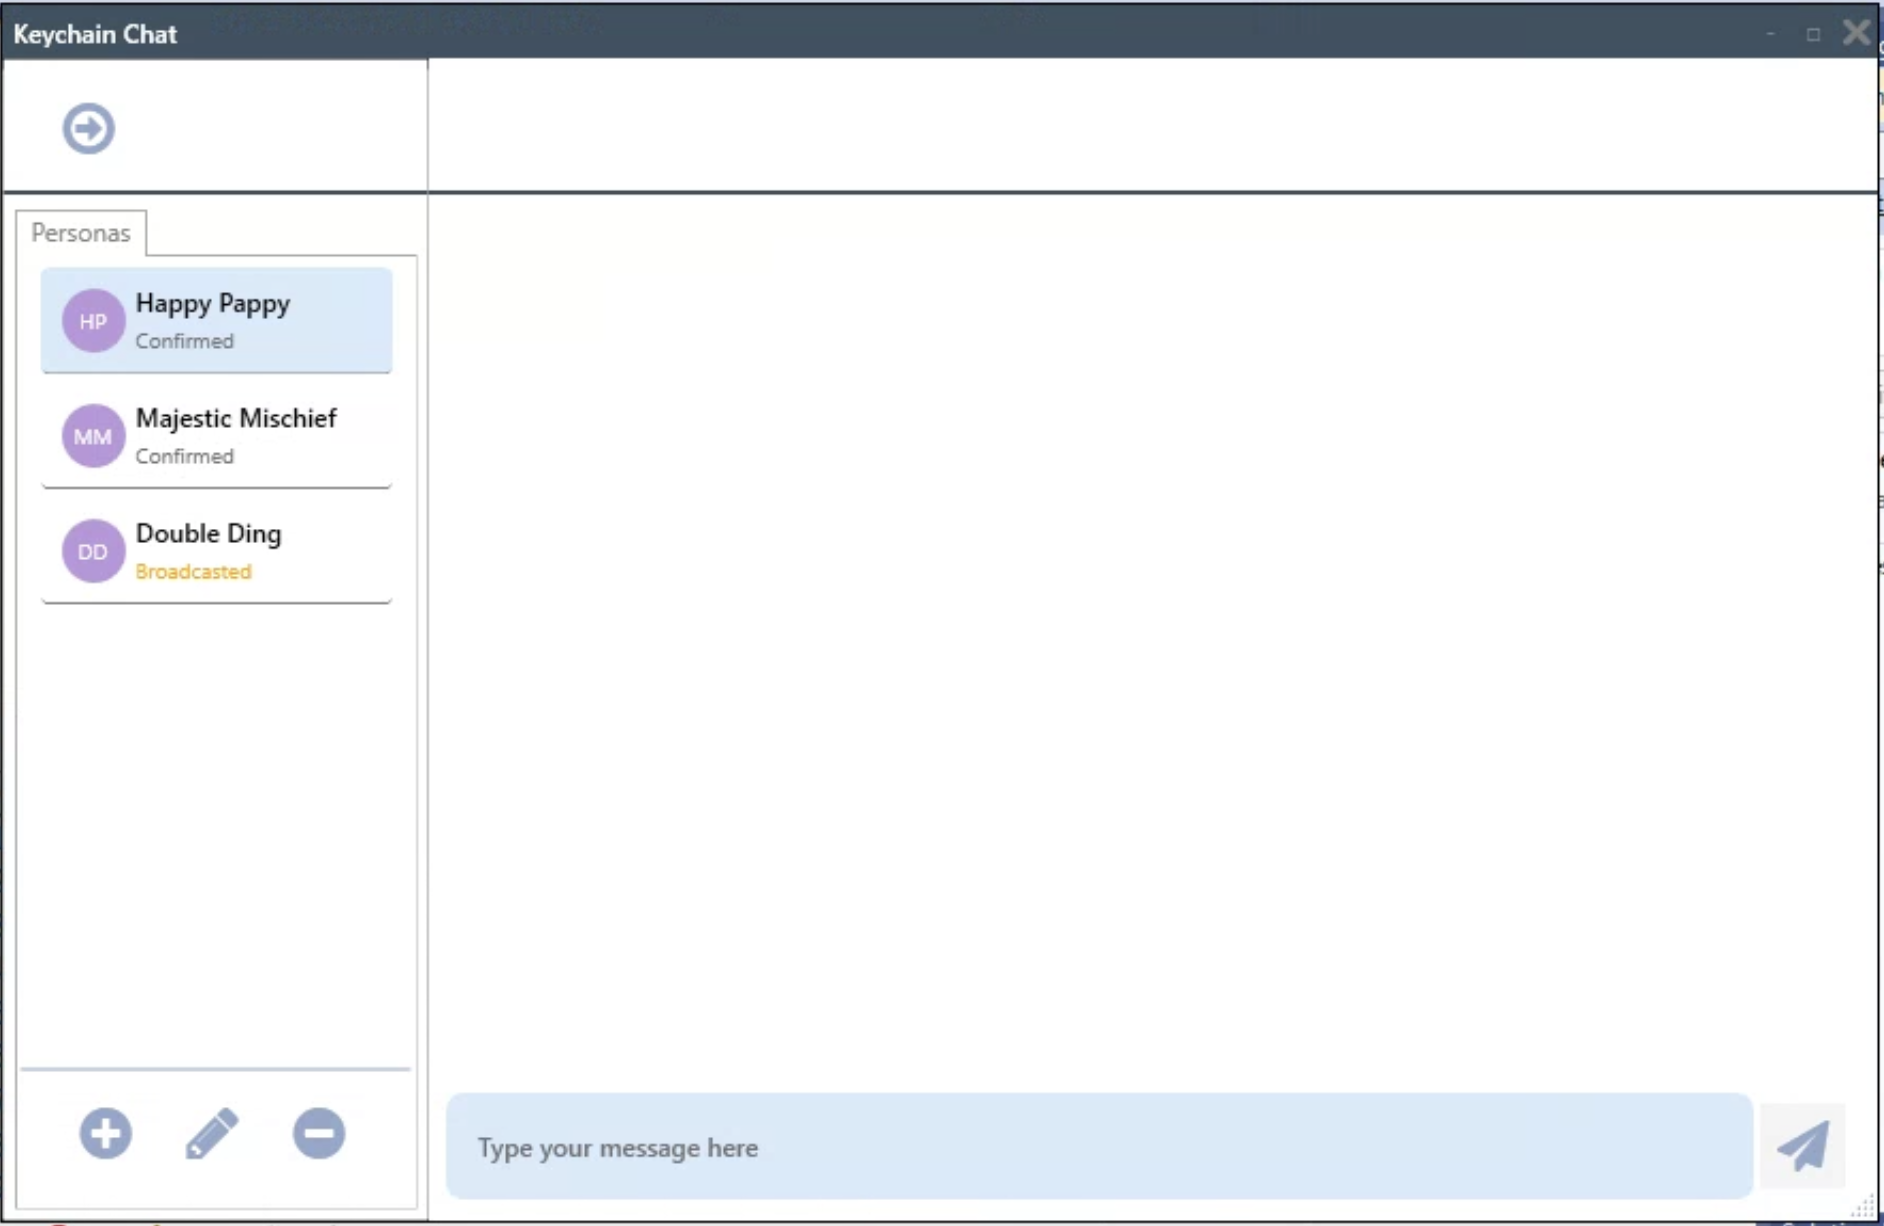 Keychain Chat
Personas
HP
Happy Pappy
Confirmed
MM
Majestic Mischief
Confirmed
DD
Double Ding
Broadcasted
Type your message here